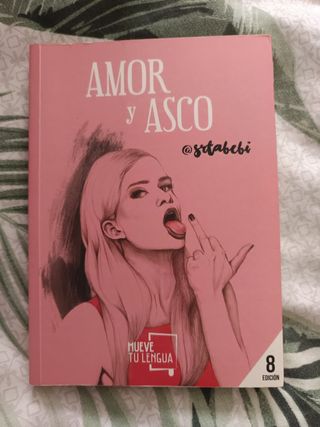 AMOR
y ASCO
@srtabebi
MUEVE
TU LENGUA
8
EDICIÓN